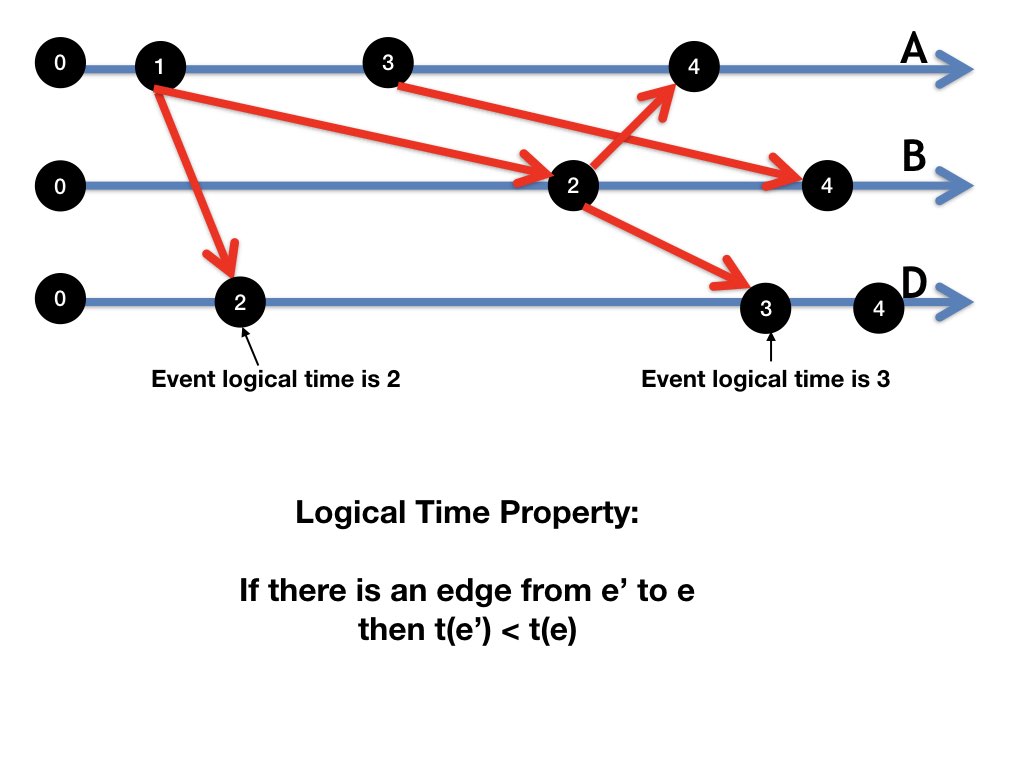 0 1 3 4 A
0 2 4 B
0 2 3 4 D
Event logical time is 2
Event logical time is 3
Logical Time Property:
If there is an edge from e’ to e
then t(e’) < t(e)